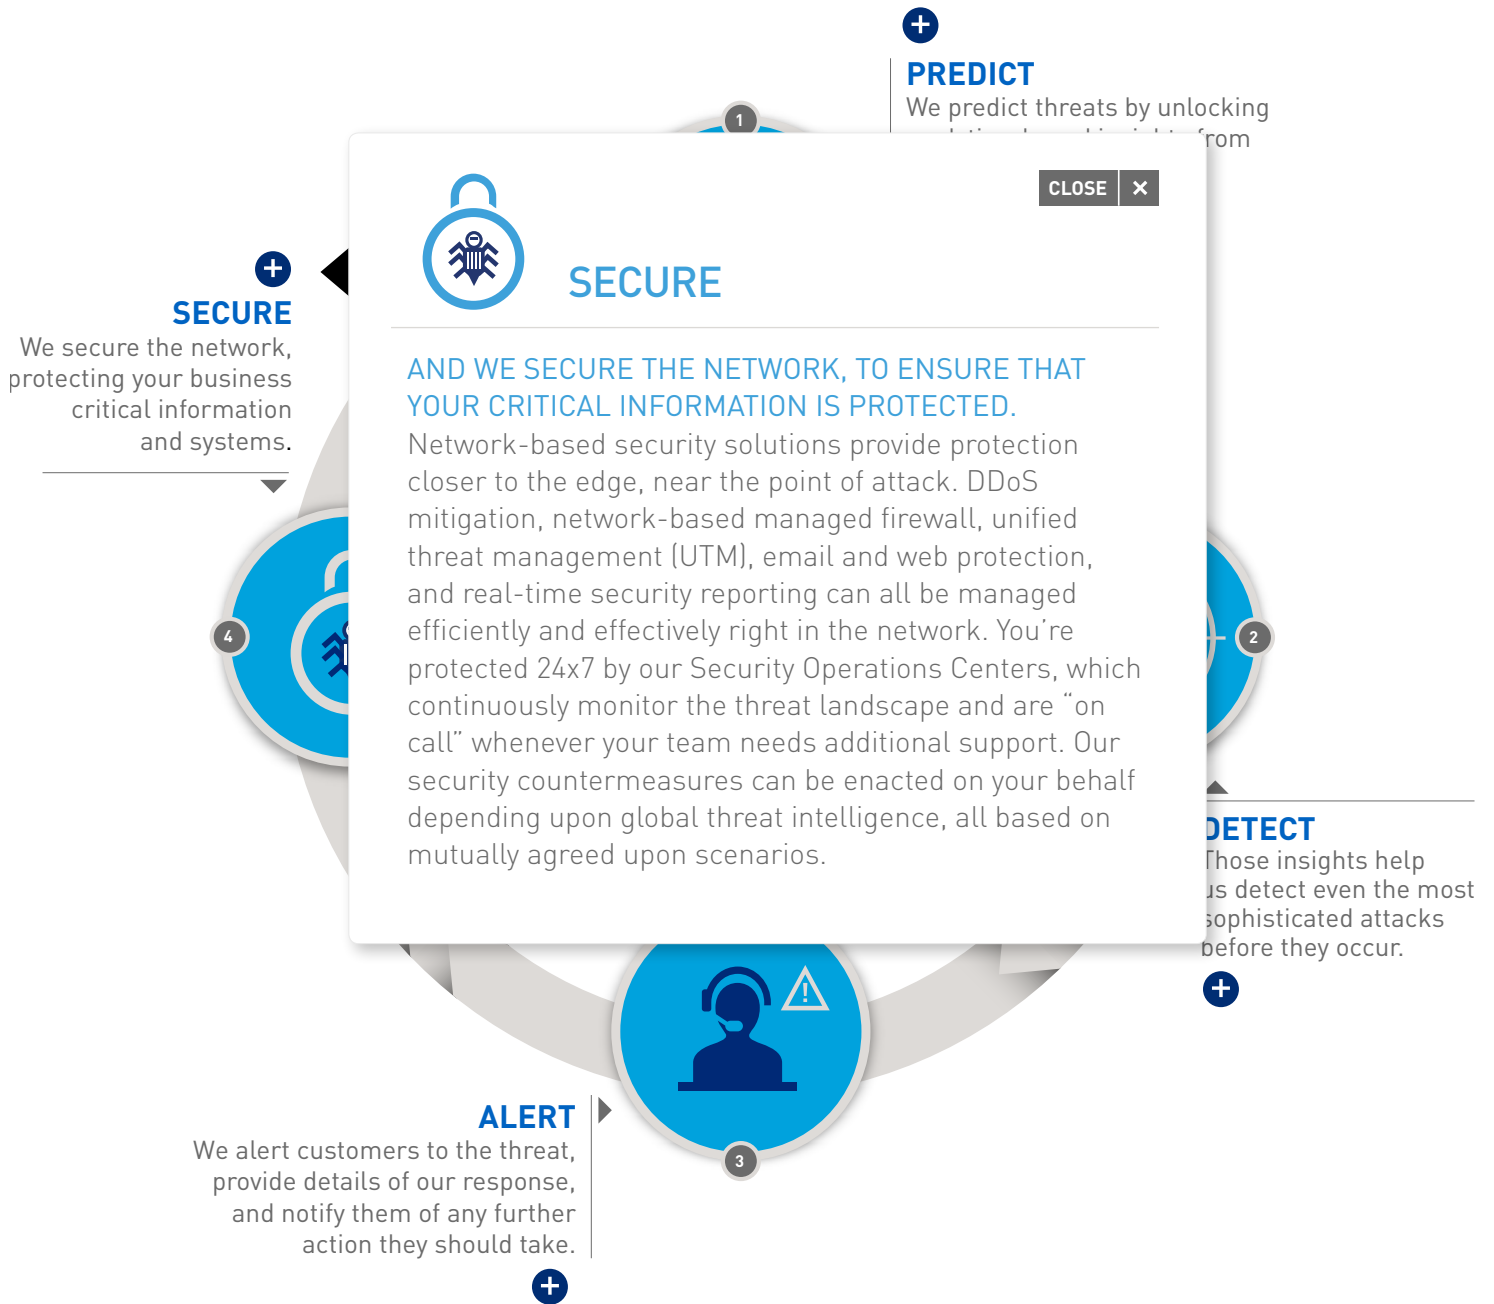 PREDICT
We predict threats by unlocking
from
1
CLOSE
SECURE
SECURE
We secure the network,
protecting your business
critical information
and systems.
AND WE SECURE THE NETWORK, TO ENSURE THAT
YOUR CRITICAL INFORMATION IS PROTECTED.
Network-based security solutions provide protection
closer to the edge, near the point of attack. DDoS
mitigation, network-based managed firewall, unified
threat management (UTM), email and web protection,
and real-time security reporting can all be managed
efficiently and effectively right in the network. You’re
protected 24x7 by our Security Operations Centers, which
continuously monitor the threat landscape and are “on
call” whenever your team needs additional support. Our
security countermeasures can be enacted on your behalf
depending upon global threat intelligence, all based on
mutually agreed upon scenarios.
4
2
DETECT
Those insights help
us detect even the most
sophisticated attacks
before they occur.
!
3
ALERT
We alert customers to the threat,
provide details of our response,
and notify them of any further
action they should take.